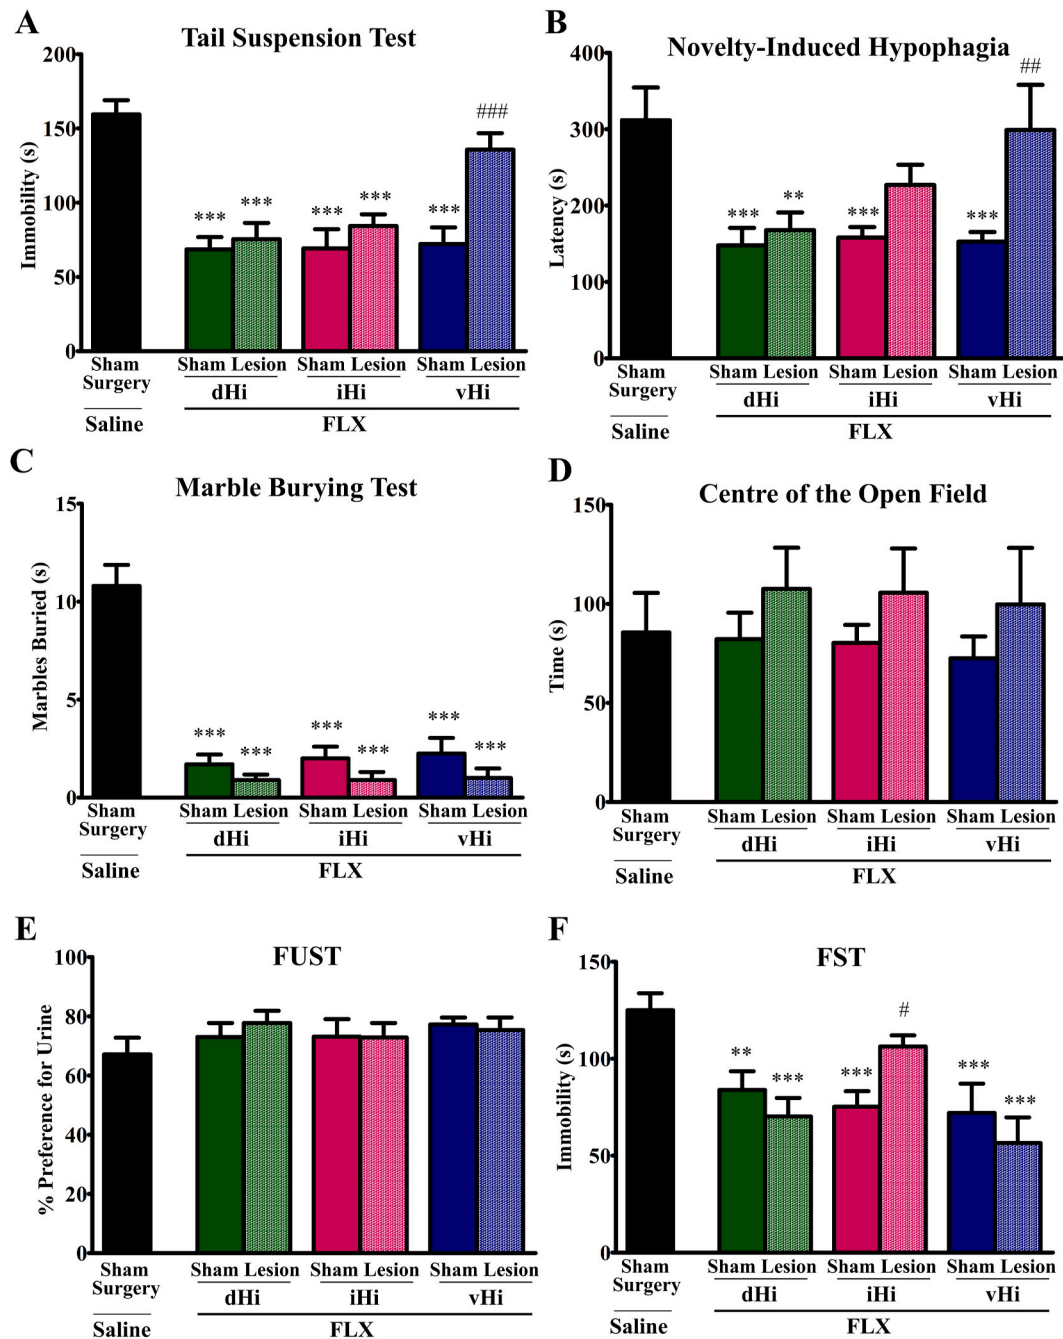 A
Tail Suspension Test
Immobility (s)
200
150
100
50
0
***
***
***
***
***
###
Sham Surgery
Sham Lesion Sham Lesion Sham Lesion
dHi iHi vHi
Saline FLX
B
Novelty-Induced Hypophagia
Latency (s)
400
300
200
100
0
***
**
***
***
##
Sham Surgery
Sham Lesion Sham Lesion Sham Lesion
dHi iHi vHi
Saline FLX
C
Marble Burying Test
Marbles Buried (s)
15
10
5
0
***
***
***
***
***
***
Sham Surgery
Sham Lesion Sham Lesion Sham Lesion
dHi iHi vHi
Saline FLX
D
Centre of the Open Field
Time (s)
150
100
50
0
Sham Surgery
Sham Lesion Sham Lesion Sham Lesion
dHi iHi vHi
Saline FLX
E
FUST
% Preference for Urine
100
80
60
40
20
0
Sham Surgery
Sham Lesion Sham Lesion Sham Lesion
dHi iHi vHi
Saline FLX
F
FST
Immobility (s)
150
100
50
0
**
***
***
#
***
***
Sham Surgery
Sham Lesion Sham Lesion Sham Lesion
dHi iHi vHi
Saline FLX